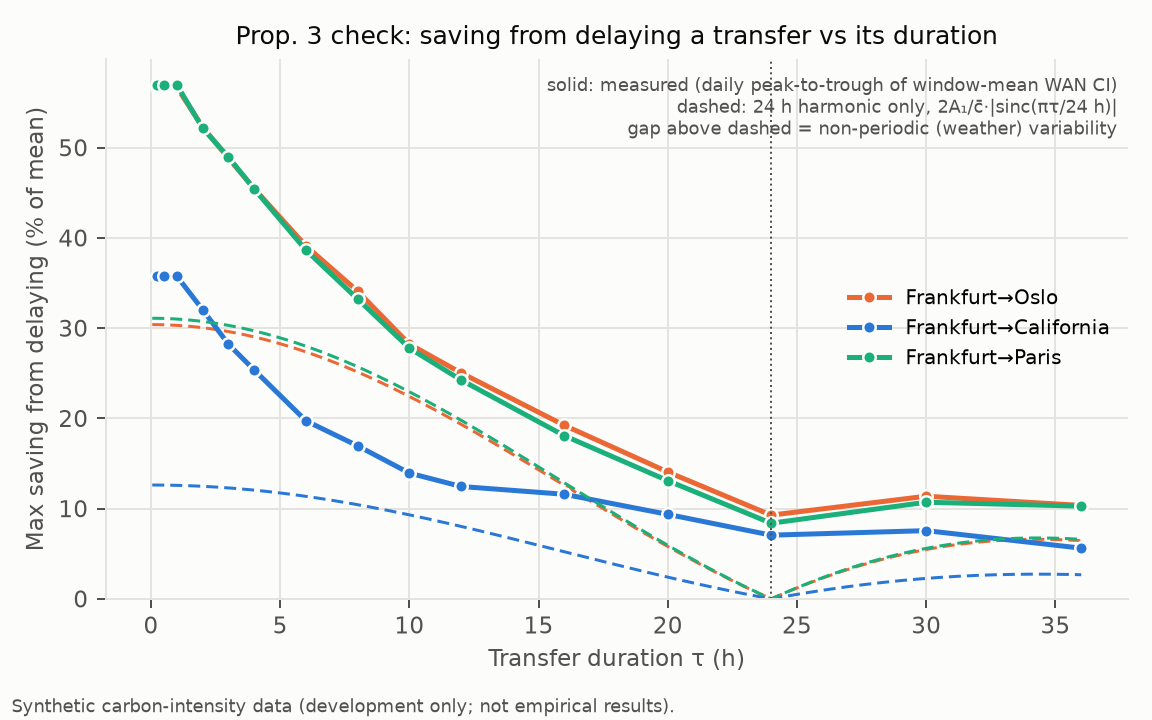 Prop. 3 check: saving from delaying a transfer vs its duration
solid: measured (daily peak-to-trough of window-mean WAN CI)
dashed: 24 h harmonic only, 2A₁/c̄·|sinc(πτ/24 h)|
gap above dashed = non-periodic (weather) variability
Max saving from delaying (% of mean)
50
40
30
20
10
0
Frankfurt→Oslo
Frankfurt→California
Frankfurt→Paris
0 5 10 15 20 25 30 35
Transfer duration τ (h)
Synthetic carbon-intensity data (development only; not empirical results).